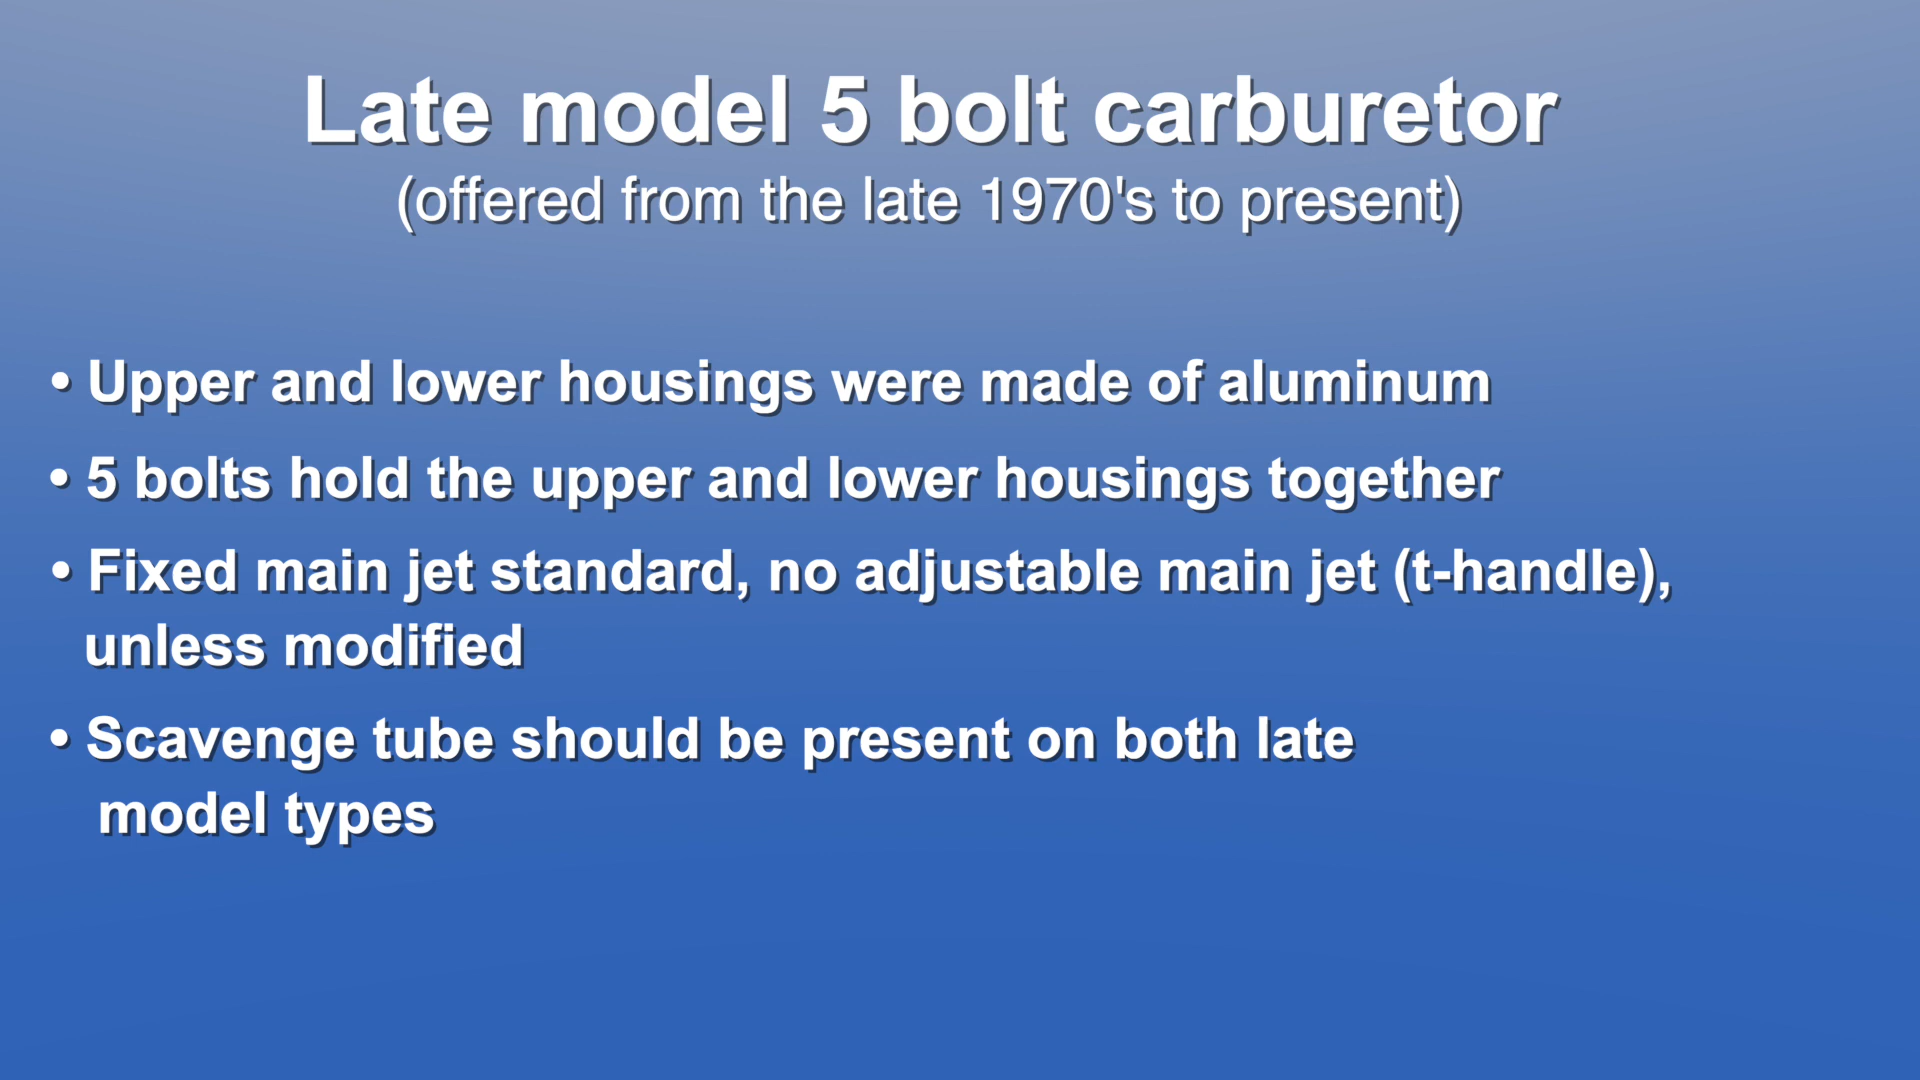 Late model 5 bolt carburetor
(offered from the late 1970's to present)
• Upper and lower housings were made of aluminum
• 5 bolts hold the upper and lower housings together
• Fixed main jet standard, no adjustable main jet (t-handle),
unless modified
• Scavenge tube should be present on both late
model types